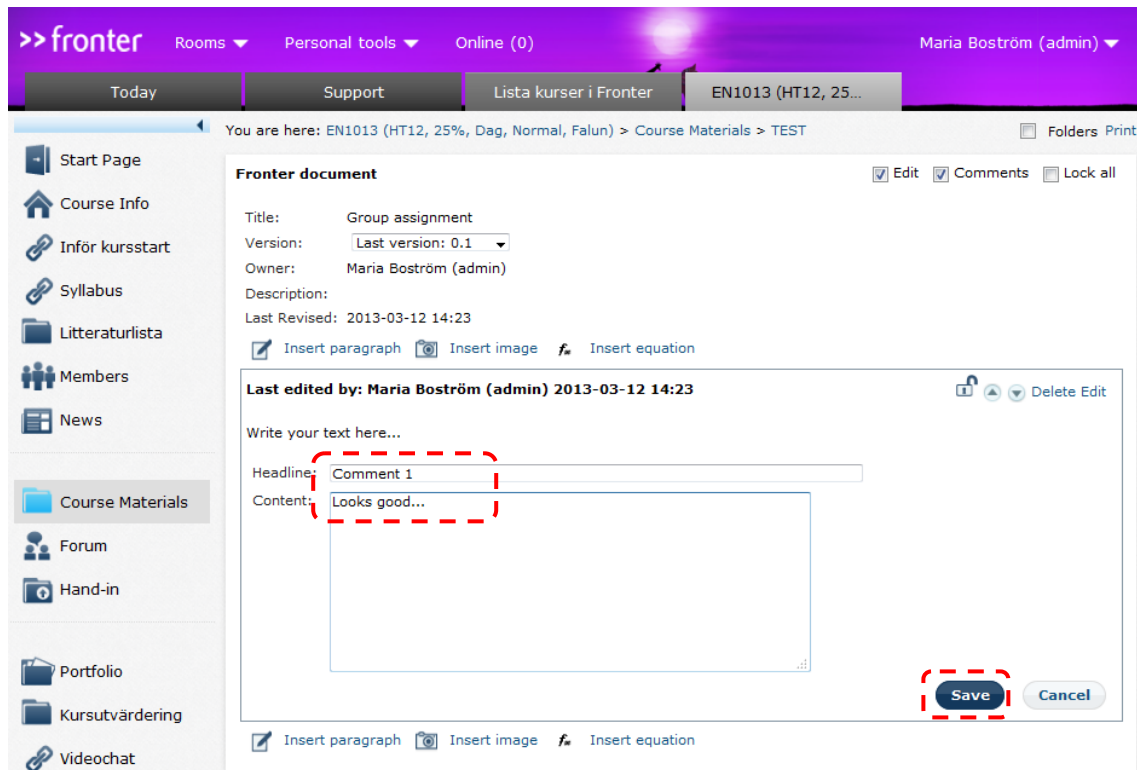 >>fronter Rooms Personal tools Online (0) Maria Boström (admin)
Today Support Lista kurser i Fronter EN1013 (HT12, 25...
You are here: EN1013 (HT12, 25%, Dag, Normal, Falun) > Course Materials > TEST Folders Print
Start Page
Course Info
Inför kursstart
Syllabus
Litteraturlista
Members
News
Course Materials
Forum
Hand-in
Portfolio
Kursutvärdering
Videochat
Fronter document Edit Comments Lock all
Title: Group assignment
Version: Last version: 0.1
Owner: Maria Boström (admin)
Description:
Last Revised: 2013-03-12 14:23
Insert paragraph Insert image Insert equation
Last edited by: Maria Boström (admin) 2013-03-12 14:23 Delete Edit
Write your text here...
Headline: Comment 1
Content: Looks good...
Save Cancel
Insert paragraph Insert image Insert equation